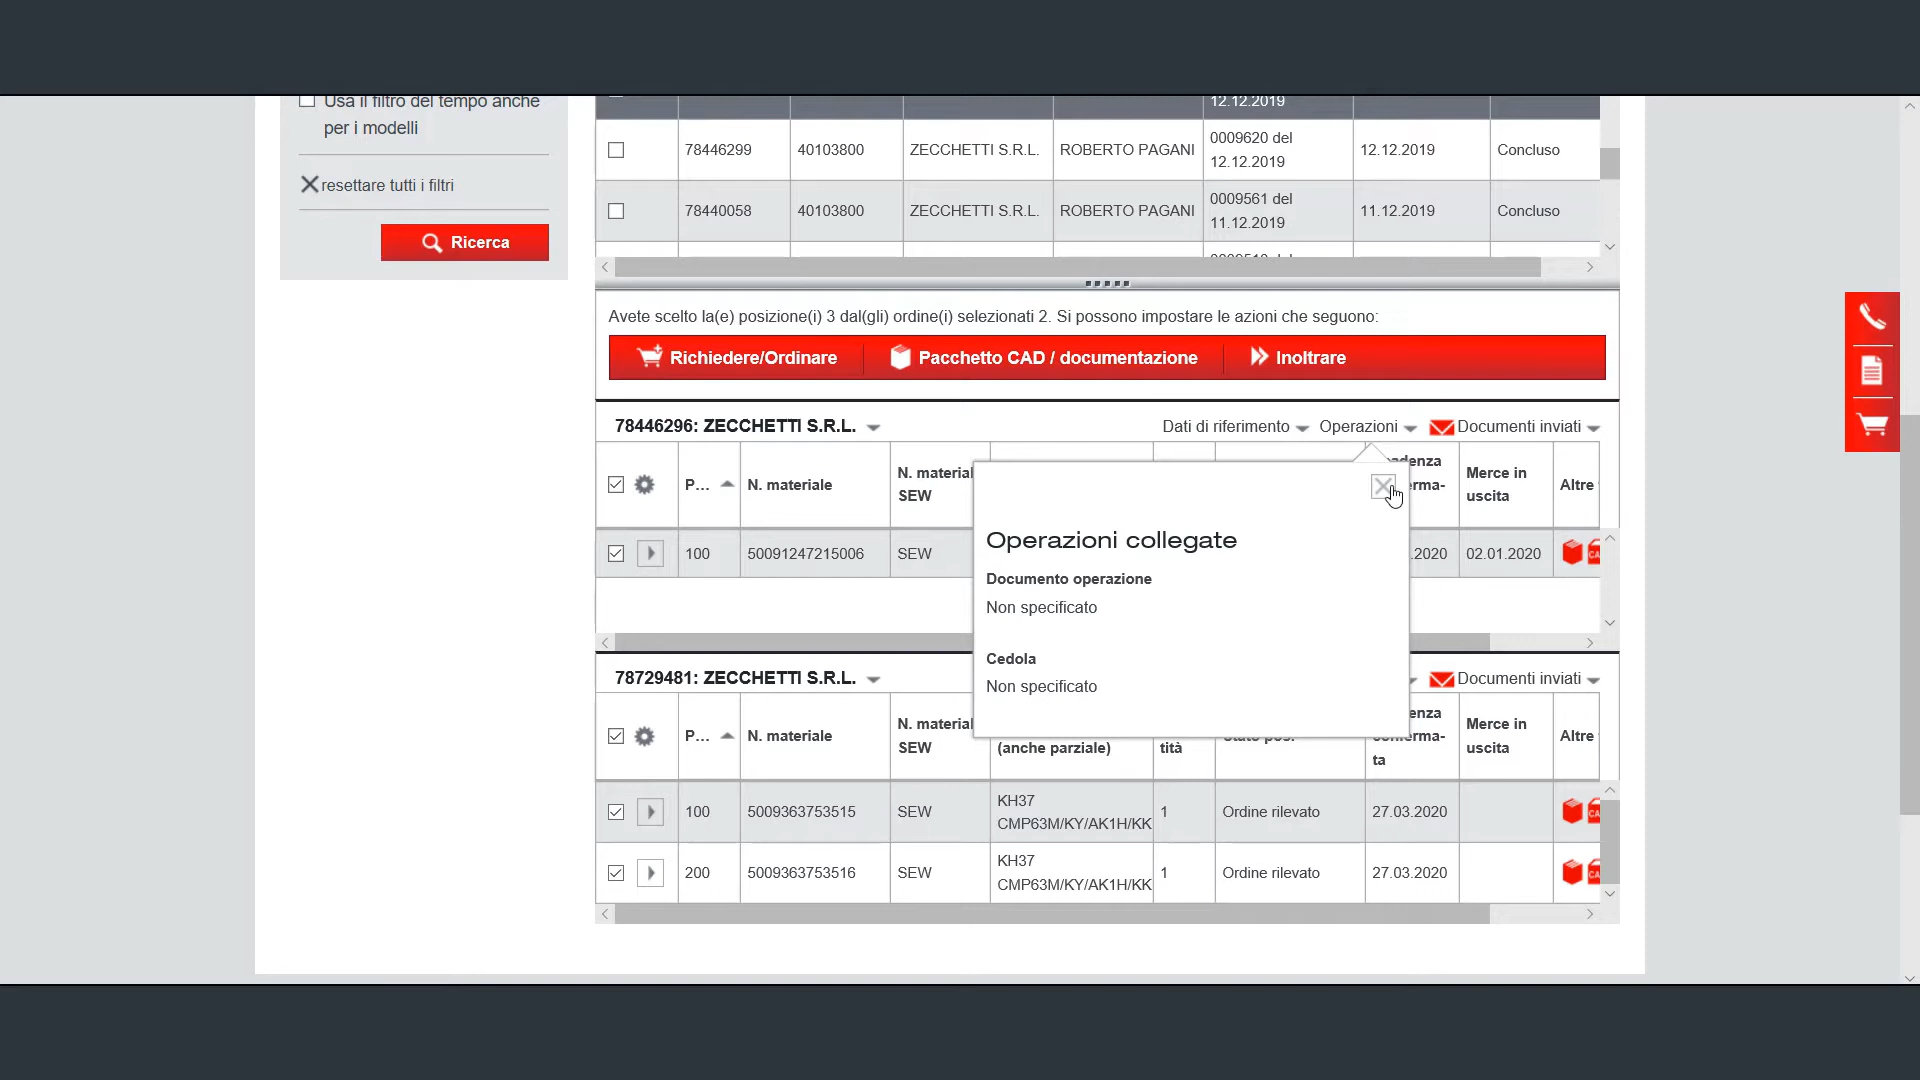 Usa il filtro del tempo anche
per i modelli
resettare tutti i filtri
Ricerca
12.12.2019
78446299 40103800 ZECCHETTI S.R.L. ROBERTO PAGANI 0009620 del 12.12.2019 12.12.2019 Concluso
78440058 40103800 ZECCHETTI S.R.L. ROBERTO PAGANI 0009561 del 11.12.2019 11.12.2019 Concluso
Avete scelto la(e) posizione(i) 3 dal(gli) ordine(i) selezionati 2. Si possono impostare le azioni che seguono:
Richiedere/Ordinare Pacchetto CAD / documentazione Inoltrare
78446296: ZECCHETTI S.R.L. Dati di riferimento Operazioni Documenti inviati
P... N. materiale N. material SEW Merce in uscita Altre
100 50091247215006 SEW .2020 02.01.2020
Operazioni collegate
Documento operazione
Non specificato
Cedola
Non specificato
78729481: ZECCHETTI S.R.L. Documenti inviati
P... N. materiale N. material SEW (anche parziale) tità enza conferma- ta Merce in uscita Altre
100 5009363753515 SEW KH37 CMP63M/KY/AK1H/KK 1 Ordine rilevato 27.03.2020
200 5009363753516 SEW KH37 CMP63M/KY/AK1H/KK 1 Ordine rilevato 27.03.2020